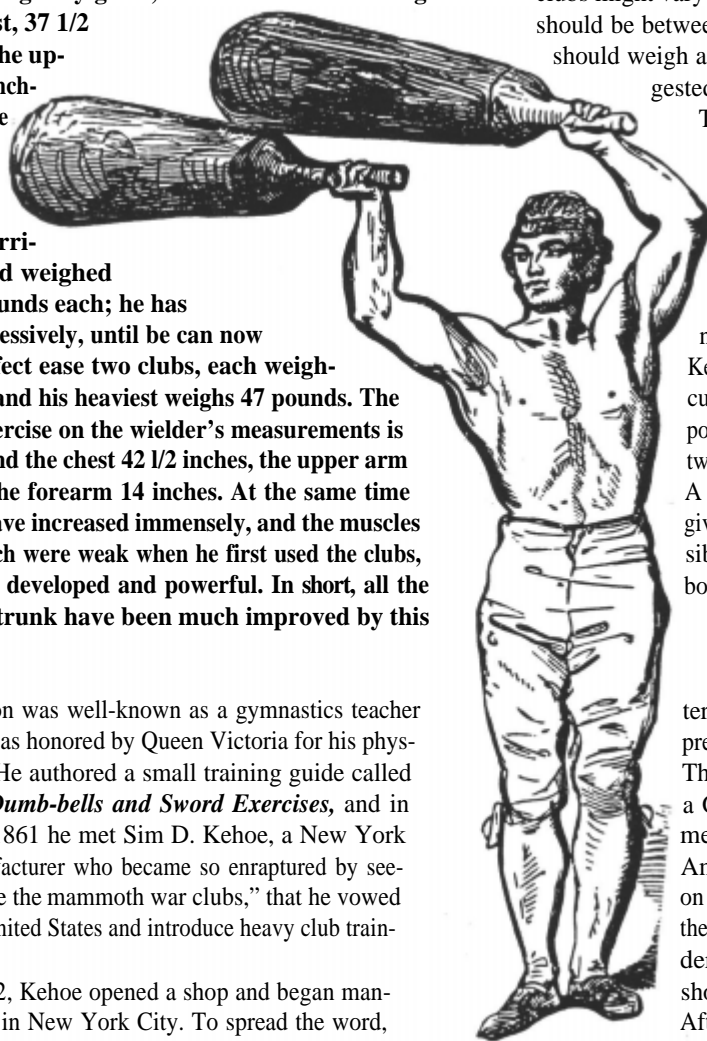 st, 37 1/2
he up-
nch-
e
rri-
d weighed
unds each; he has
essively, until be can now
fect ease two clubs, each weigh-
and his heaviest weighs 47 pounds. The
ercise on the wielder’s measurements is
nd the chest 42 l/2 inches, the upper arm
he forearm 14 inches. At the same time
ave increased immensely, and the muscles
ch were weak when he first used the clubs,
developed and powerful. In short, all the
trunk have been much improved by this
on was well-known as a gymnastics teacher
as honored by Queen Victoria for his phys-
He authored a small training guide called
Dumb-bells and Sword Exercises, and in
861 he met Sim D. Kehoe, a New York
facturer who became so enraptured by see-
e the mammoth war clubs,” that he vowed
nited States and introduce heavy club train-
2, Kehoe opened a shop and began man-
in New York City. To spread the word,
should be betwee
should weigh a
gested
T
n
Ke
cu
po
tw
A
giv
sib
bo
ter
pre
Th
a C
me
An
on
the
der
sho
Aft